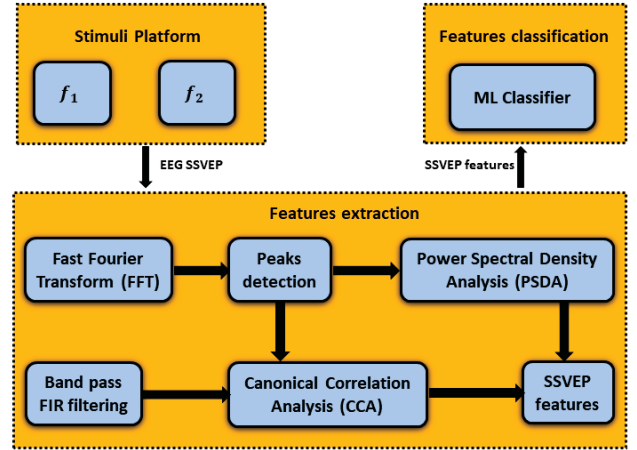 Stimuli Platform
f₁
f₂
Features classification
ML Classifier
EEG SSVEP
SSVEP features
Features extraction
Fast Fourier
Transform (FFT)
Peaks
detection
Power Spectral Density
Analysis (PSDA)
Band pass
FIR filtering
Canonical Correlation
Analysis (CCA)
SSVEP
features